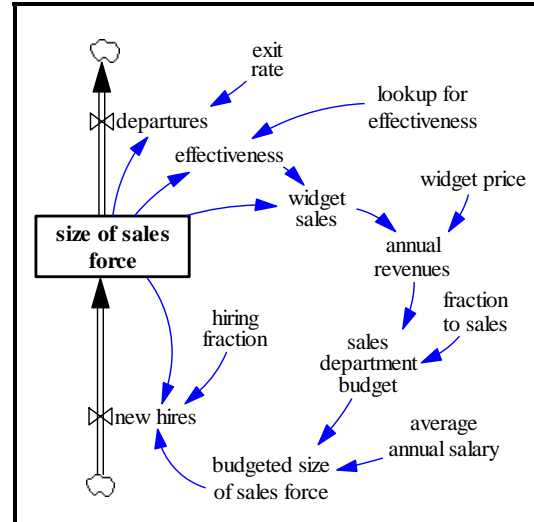 exit
rate
departures
lookup for
effectiveness
effectiveness
widget price
widget
sales
size of sales
force
annual
revenues
fraction
to sales
hiring
fraction
sales
department
budget
new hires
average
annual salary
budgeted size
of sales force